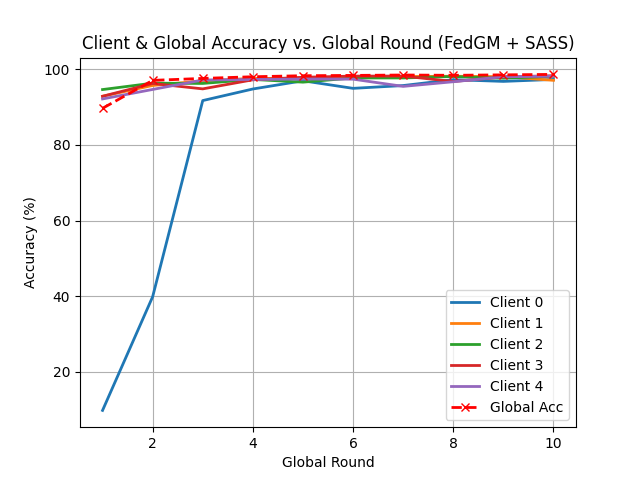 Client & Global Accuracy vs. Global Round (FedGM + SASS)
100
80
60
40
20
Accuracy (%)
2
4
6
8
10
Global Round
Client 0
Client 1
Client 2
Client 3
Client 4
Global Acc